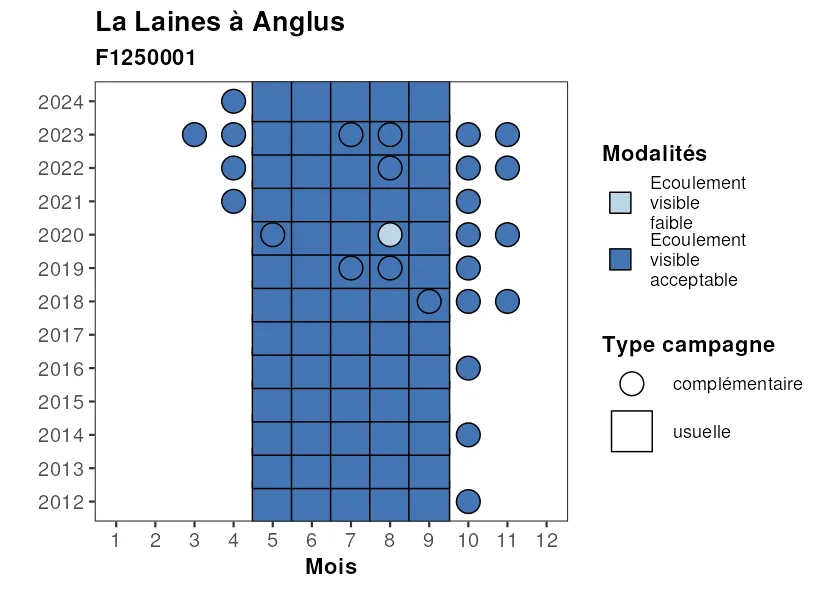 La Laines à Anglus
F1250001
2024
2023
2022
2021
2020
2019
2018
2017
2016
2015
2014
2013
2012
1 2 3 4 5 6 7 8 9 10 11 12
Mois
Modalités
Ecoulement
visible
faible
Ecoulement
visible
acceptable
Type campagne
complémentaire
usuelle